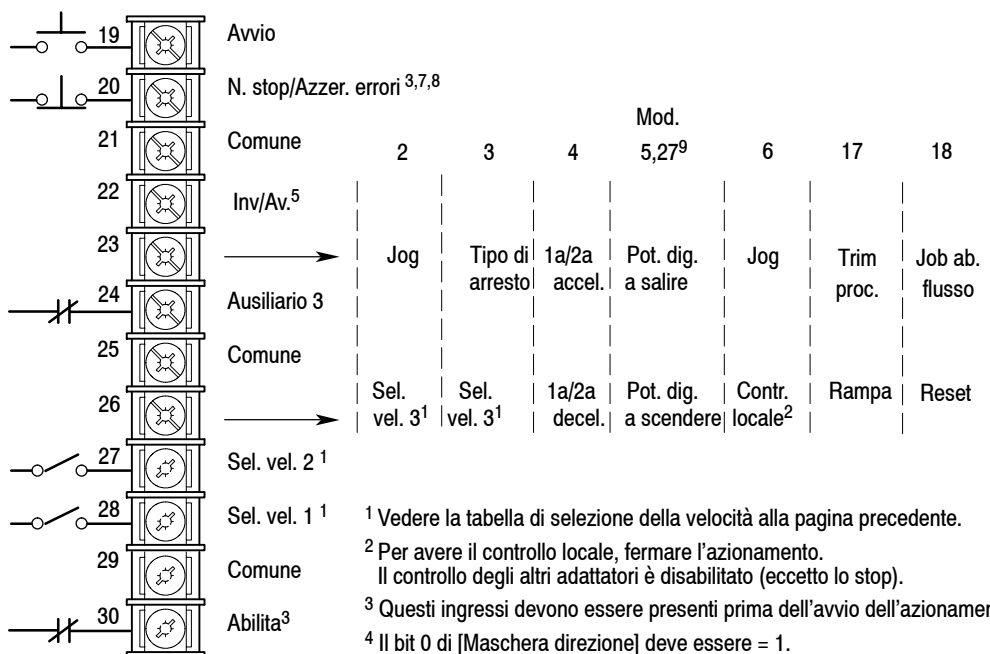 19 Avvio
20 N. stop/Azzer. errori 3,7,8
21 Comune
22 Inv/Av.5
23
24 Ausiliario 3
25 Comune
26
27 Sel. vel. 2 1
28 Sel. vel. 1 1
29 Comune
30 Abilita3
Mod.
2 3 4 5,279 6 17 18
Jog Tipo di 1a/2a Pot. dig. Jog Trim Job ab.
arresto accel. a salire proc. flusso
Sel. Sel. 1a/2a Pot. dig. Contr. Rampa Reset
vel. 31 vel. 31 decel. a scendere locale2
1 Vedere la tabella di selezione della velocità alla pagina precedente.
2 Per avere il controllo locale, fermare l'azionamento.
Il controllo degli altri adattatori è disabilitato (eccetto lo stop).
3 Questi ingressi devono essere presenti prima dell'avvio dell'azionamen
4 Il bit 0 di [Maschera direzione] deve essere = 1.